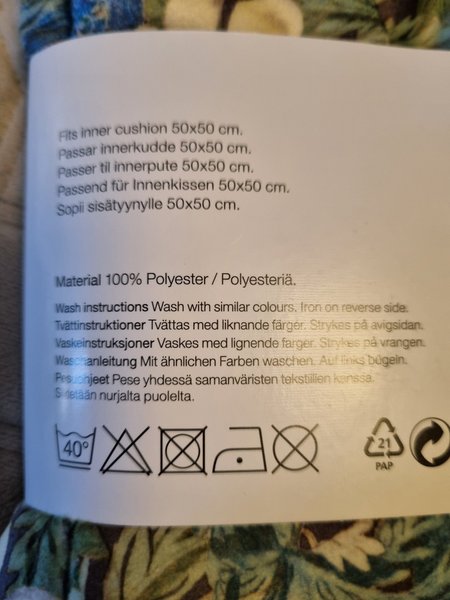 Fits inner cushion 50x50 cm.
Passar innerkudde 50x50 cm.
Passer til innerpute 50x50 cm.
Passend für Innenkissen 50x50 cm.
Sopii sisätyynylle 50x50 cm.
Material 100% Polyester / Polyesteriä.
Wash instructions Wash with similar colours. Iron on reverse side.
Tvättinstruktioner Tvättas med liknande färger. Strykes på avigsidan.
Vaskeinstruksjoner Vaskes med lignende farger. Strykes på vrangen.
Waschanleitung Mit ähnlichen Farben waschen. Auf links bügeln.
Pesuohjeet Pese yhdessä samanväristen tekstiilien kanssa.
Silitetään nurjalta puolelta.
40°
21
PAP